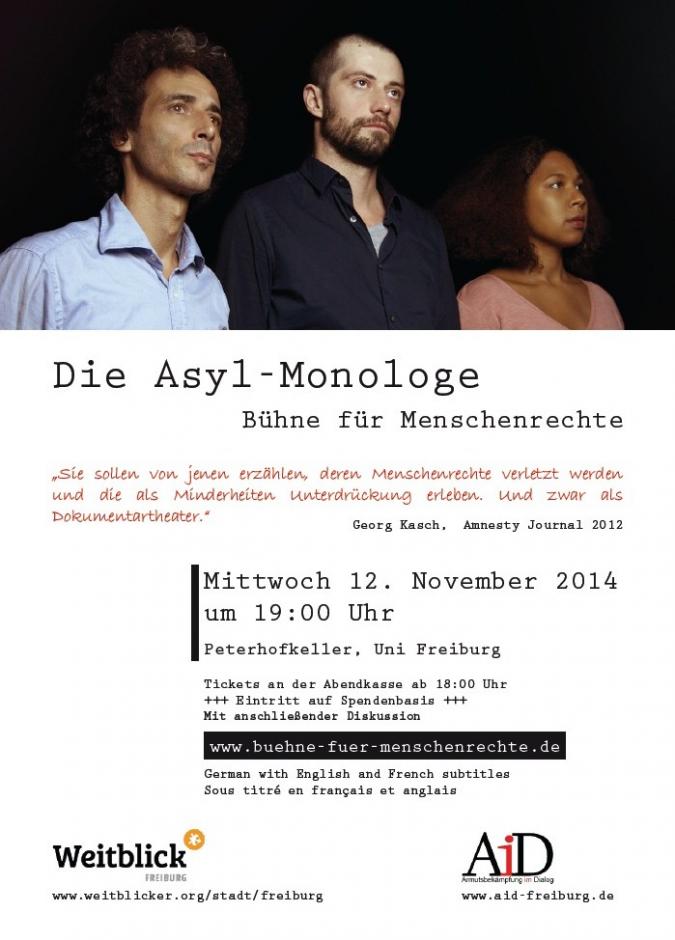 Die Asyl-Monologe
Bühne für Menschenrechte
„Sie sollen von jenen erzählen, deren Menschenrechte verletzt werden
und die als Minderheiten Unterdrückung erleben. Und zwar als
Dokumentartheater.“
Georg Kasch, Amnesty Journal 2012
Mittwoch 12. November 2014
um 19:00 Uhr
Peterhofkeller, Uni Freiburg
Tickets an der Abendkasse ab 18:00 Uhr
+++ Eintritt auf Spendenbasis +++
Mit anschließender Diskussion
www.buehne-fuer-menschenrechte.de
German with English and French subtitles
Sous titré en français et anglais
Weitblick
FREIBURG
www.weitblicker.org/stadt/freiburg
AiD
Armutsbekämpfung im Dialog
www.aid-freiburg.de